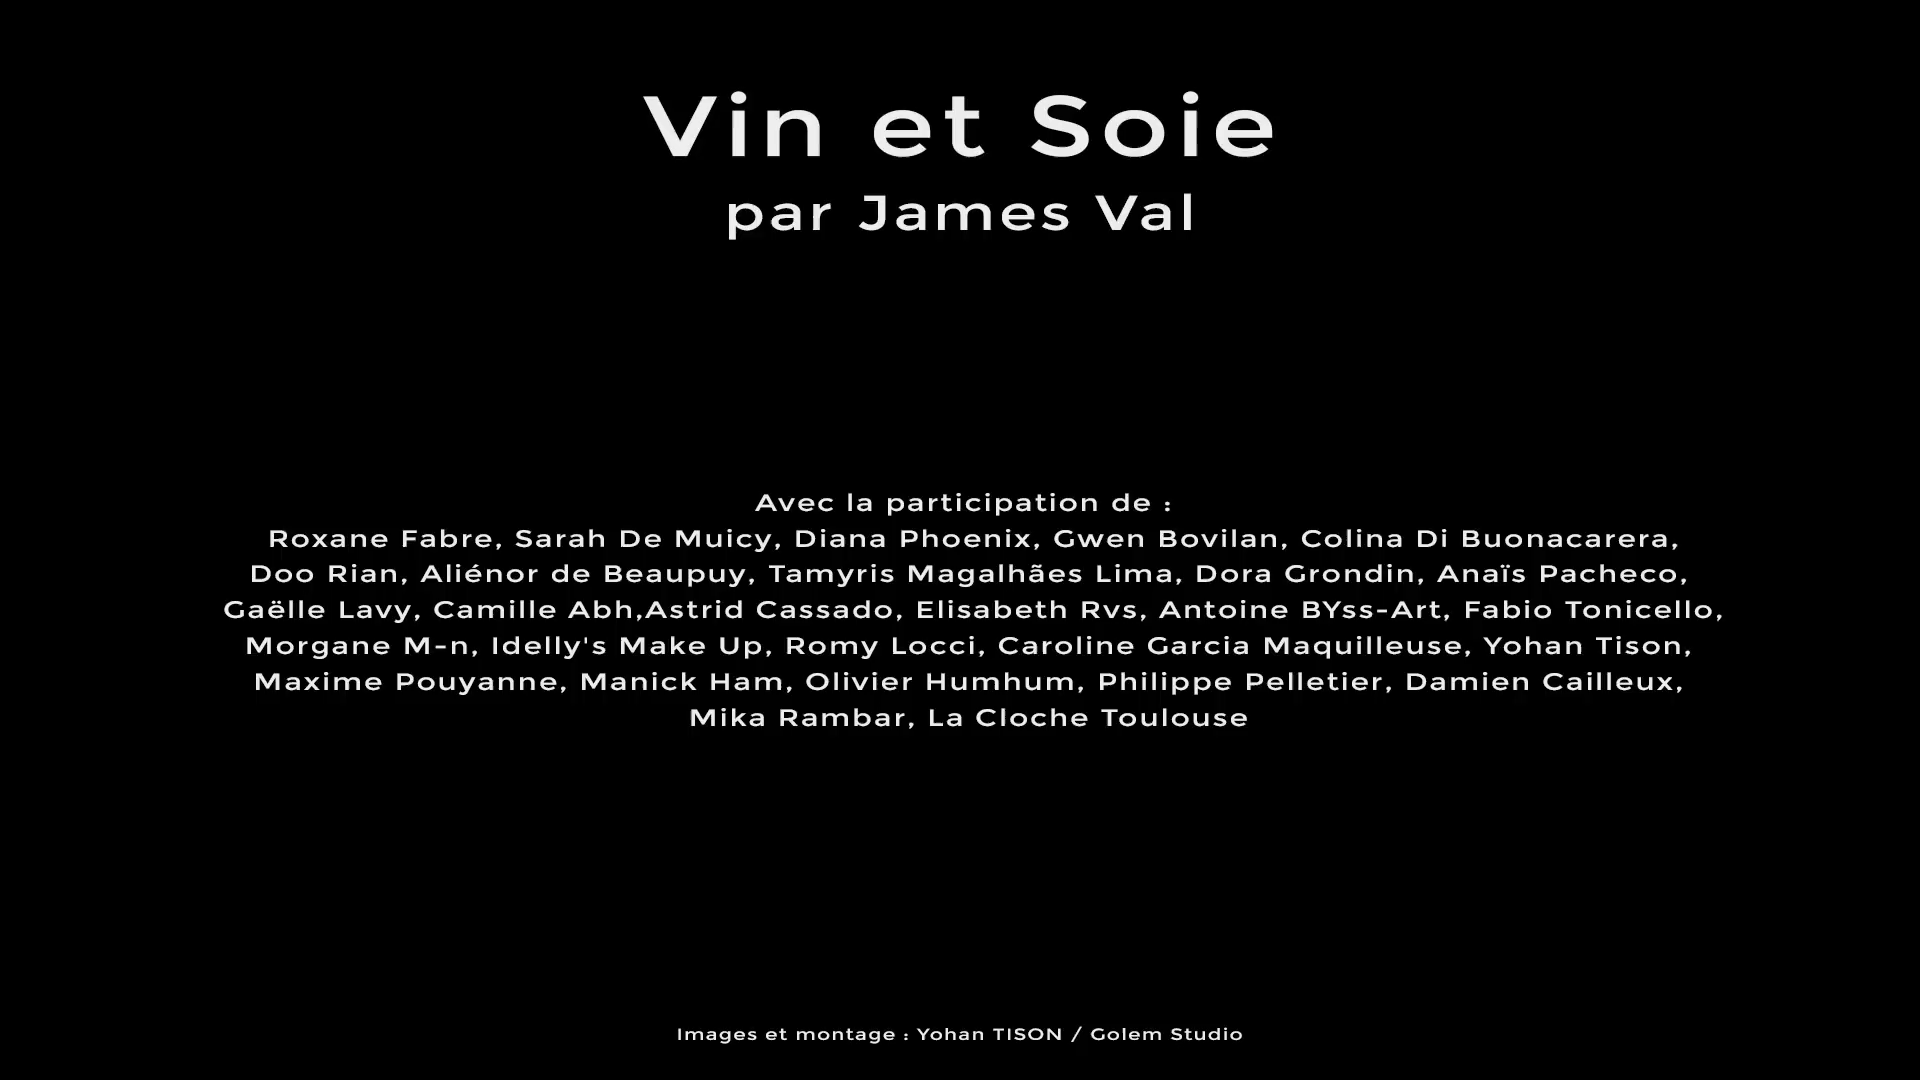 Vin et Soie
par James Val
Avec la participation de :
Roxane Fabre, Sarah De Muicy, Diana Phoenix, Gwen Bovilan, Colina Di Buonacarera,
Doo Rian, Aliénor de Beaupuy, Tamyris Magalhães Lima, Dora Grondin, Anaïs Pacheco,
Gaëlle Lavy, Camille Abh,Astrid Cassado, Elisabeth Rvs, Antoine BYss-Art, Fabio Tonicello,
Morgane M-n, Idelly's Make Up, Romy Locci, Caroline Garcia Maquilleuse, Yohan Tison,
Maxime Pouyanne, Manick Ham, Olivier Humhum, Philippe Pelletier, Damien Cailleux,
Mika Rambar, La Cloche Toulouse
Images et montage : Yohan TISON / Golem Studio